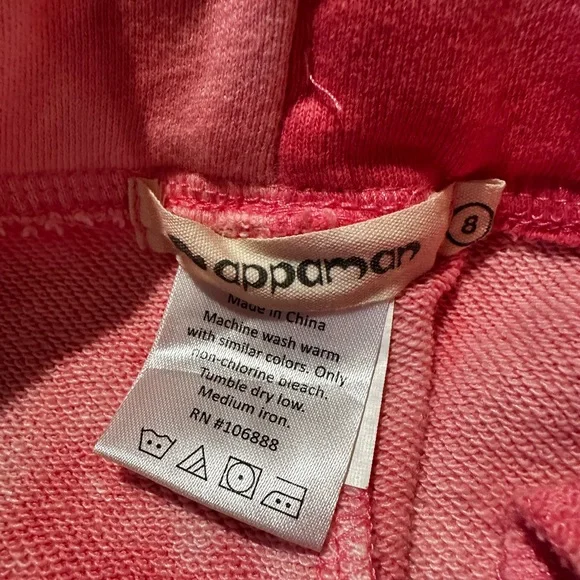 appaman
8
Made in China
Machine wash warm
with similar colors. Only
non-chlorine bleach.
Tumble dry low.
Medium iron.
RN #106888